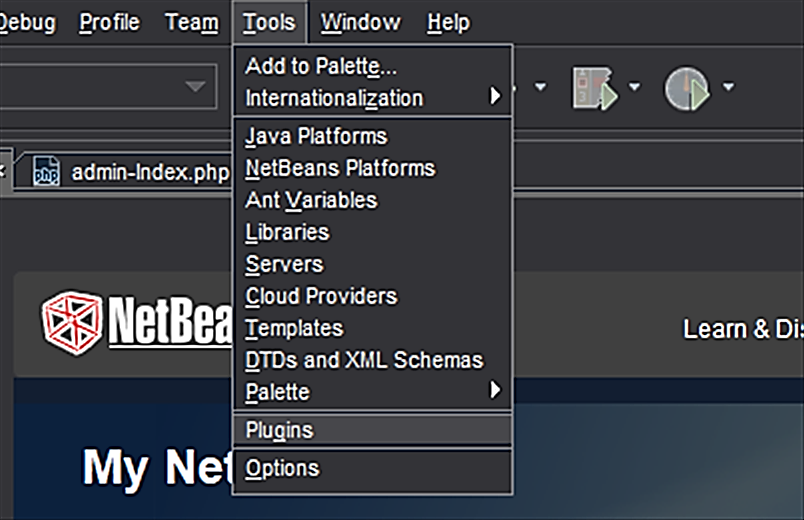 Debug Profile Team Tools Window Help
Add to Palette...
Internationalization
Java Platforms
NetBeans Platforms
admin-Index.php
Ant Variables
Libraries
Servers
Cloud Providers
NetBea
Templates
Learn & Dis
DTDs and XML Schemas
Palette
Plugins
My Net
Options